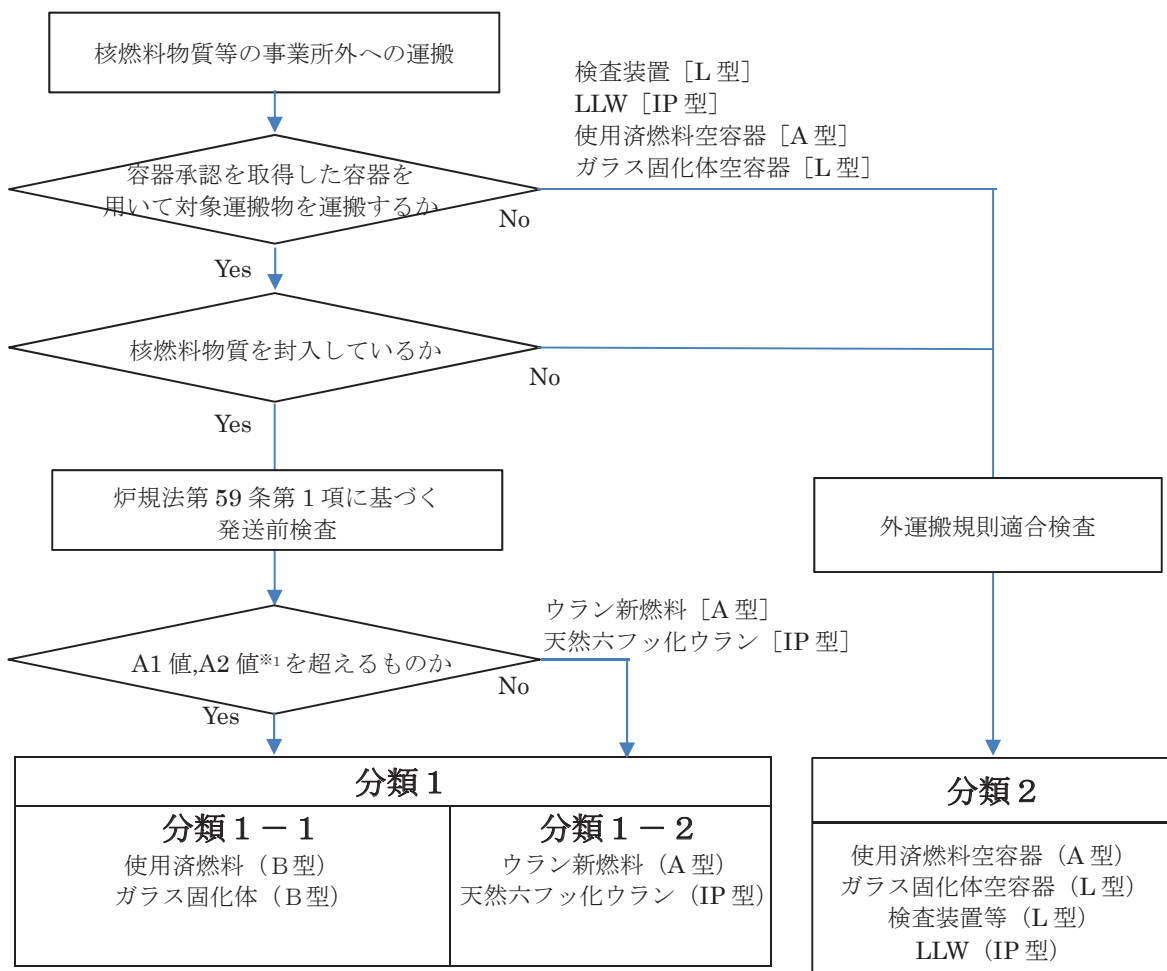 核燃料物質等の事業所外への運搬
検査装置［L 型］
LLW［IP 型］
使用済燃料空容器［A 型］
ガラス固化体空容器［L 型］
容器承認を取得した容器を
用いて対象運搬物を運搬するか
No
Yes
核燃料物質を封入しているか
No
Yes
炉規法第 59 条第 1 項に基づく
発送前検査
外運搬規則適合検査
ウラン新燃料［A 型］
天然六フッ化ウラン［IP 型］
A1 値,A2 値※1 を超えるものか
No
Yes
分類１
分類１－１
使用済燃料（Ｂ型）
ガラス固化体（Ｂ型）
分類１－２
ウラン新燃料（A 型）
天然六フッ化ウラン（IP 型）
分類２
使用済燃料空容器（A 型）
ガラス固化体空容器（L 型）
検査装置等（L 型）
LLW（IP 型）